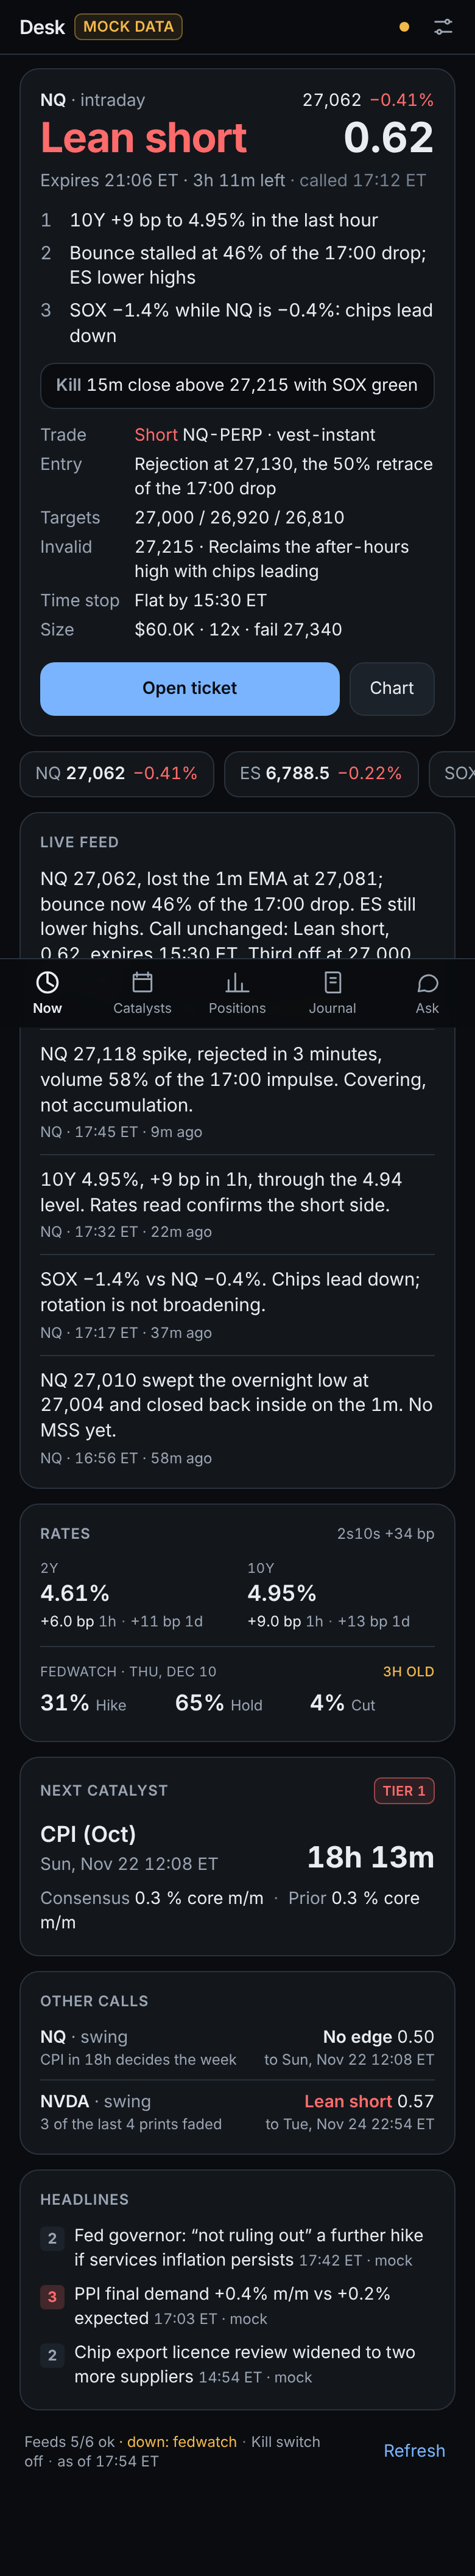 Desk MOCK DATA
NQ · intraday 27,062 −0.41%
Lean short 0.62
Expires 21:06 ET · 3h 11m left · called 17:12 ET
1 10Y +9 bp to 4.95% in the last hour
2 Bounce stalled at 46% of the 17:00 drop;
ES lower highs
3 SOX −1.4% while NQ is −0.4%: chips lead
down
Kill 15m close above 27,215 with SOX green
Trade Short NQ-PERP · vest-instant
Entry Rejection at 27,130, the 50% retrace
of the 17:00 drop
Targets 27,000 / 26,920 / 26,810
Invalid 27,215 · Reclaims the after-hours
high with chips leading
Time stop Flat by 15:30 ET
Size $60.0K · 12x · fail 27,340
Open ticket Chart
NQ 27,062 −0.41% ES 6,788.5 −0.22% SOX
LIVE FEED
NQ 27,062, lost the 1m EMA at 27,081;
bounce now 46% of the 17:00 drop. ES still
lower highs. Call unchanged: Lean short,
0.62, expires 15:30 ET. Third off at 27,000.
Now Catalysts Positions Journal Ask
NQ 27,118 spike, rejected in 3 minutes,
volume 58% of the 17:00 impulse. Covering,
not accumulation.
NQ · 17:45 ET · 9m ago
10Y 4.95%, +9 bp in 1h, through the 4.94
level. Rates read confirms the short side.
NQ · 17:32 ET · 22m ago
SOX −1.4% vs NQ −0.4%. Chips lead down;
rotation is not broadening.
NQ · 17:17 ET · 37m ago
NQ 27,010 swept the overnight low at
27,004 and closed back inside on the 1m. No
MSS yet.
NQ · 16:56 ET · 58m ago
RATES 2s10s +34 bp
2Y 10Y
4.61% 4.95%
+6.0 bp 1h · +11 bp 1d +9.0 bp 1h · +13 bp 1d
FEDWATCH · THU, DEC 10 3H OLD
31% Hike 65% Hold 4% Cut
NEXT CATALYST TIER 1
CPI (Oct)
Sun, Nov 22 12:08 ET 18h 13m
Consensus 0.3 % core m/m · Prior 0.3 % core
m/m
OTHER CALLS
NQ · swing No edge 0.50
CPI in 18h decides the week to Sun, Nov 22 12:08 ET
NVDA · swing Lean short 0.57
3 of the last 4 prints faded to Tue, Nov 24 22:54 ET
HEADLINES
2 Fed governor: “not ruling out” a further hike
if services inflation persists 17:42 ET · mock
3 PPI final demand +0.4% m/m vs +0.2%
expected 17:03 ET · mock
2 Chip export licence review widened to two
more suppliers 14:54 ET · mock
Feeds 5/6 ok · down: fedwatch · Kill switch
off · as of 17:54 ET Refresh